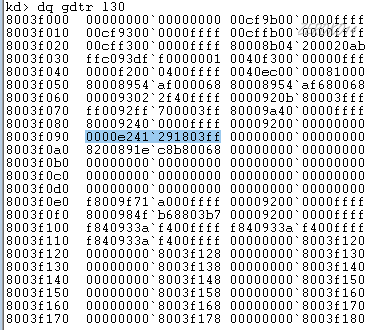 kd> dq gdtr l30
8003f000 00000000`00000000 00cf9b00`0000ffff
8003f010 00cf9300`0000ffff 00cffb00`0000ffff
8003f020 00cff300`0000ffff 80008b04`200020ab
8003f030 ffc093df`f0000001 0040f300`00000fff
8003f040 0000f200`0400ffff 0040ec00`00081000
8003f050 80008954`af000068 80008954`af680068
8003f060 00009302`2f40ffff 0000920b`80003fff
8003f070 ff0092ff`700003ff 80009a40`0000ffff
8003f080 80009240`0000ffff 00009200`00000000
8003f090 0000e241`291803ff 00000000`00000000
8003f0a0 8200891e`c8b80068 00000000`00000000
8003f0b0 00000000`00000000 00000000`00000000
8003f0c0 00000000`00000000 00000000`00000000
8003f0d0 00000000`00000000 00000000`00000000
8003f0e0 f8009f71`a000ffff 00009200`0000ffff
8003f0f0 8000984f`b68803b7 00009200`0000ffff
8003f100 f840933a`f400ffff f840933a`f400ffff
8003f110 f840933a`f400ffff 00000000`8003f120
8003f120 00000000`8003f128 00000000`8003f130
8003f130 00000000`8003f138 00000000`8003f140
8003f140 00000000`8003f148 00000000`8003f150
8003f150 00000000`8003f158 00000000`8003f160
8003f160 00000000`8003f168 00000000`8003f170
8003f170 00000000`8003f178 00000000`8003f180